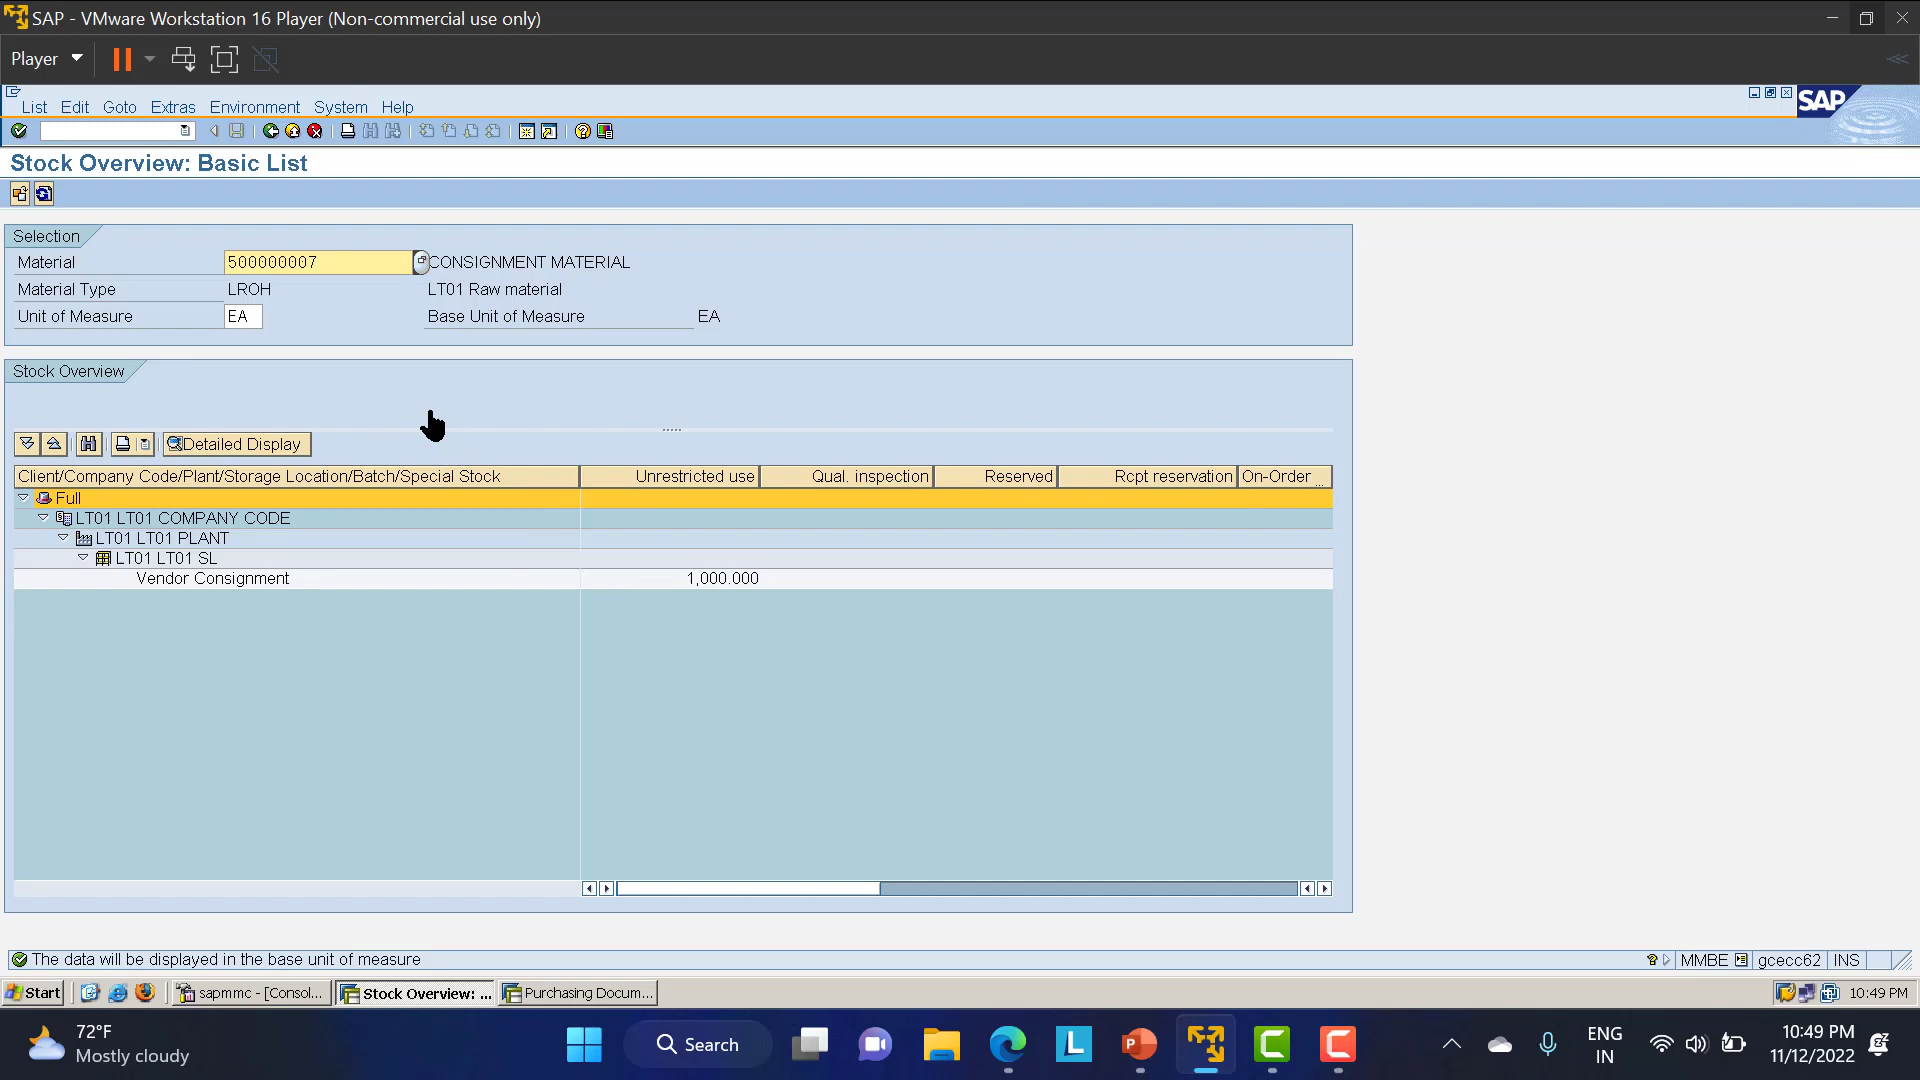 SAP - VMware Workstation 16 Player (Non-commercial use only)
Player
List Edit Goto Extras Environment System Help
SAP
Stock Overview: Basic List
Selection
Material 500000007 CONSIGNMENT MATERIAL
Material Type LROH LT01 Raw material
Unit of Measure EA Base Unit of Measure EA
Stock Overview
Detailed Display
Client/Company Code/Plant/Storage Location/Batch/Special Stock Unrestricted use Qual. inspection Reserved Rcpt reservation On-Order ...
Full
LT01 LT01 COMPANY CODE
LT01 LT01 PLANT
LT01 LT01 SL
Vendor Consignment 1,000.000
The data will be displayed in the base unit of measure MMBE gcecc62 INS
Start sapmmc - [Consol... Stock Overview: ... Purchasing Docum... 10:49 PM
72°F
Mostly cloudy
Search
ENG
IN
10:49 PM
11/12/2022